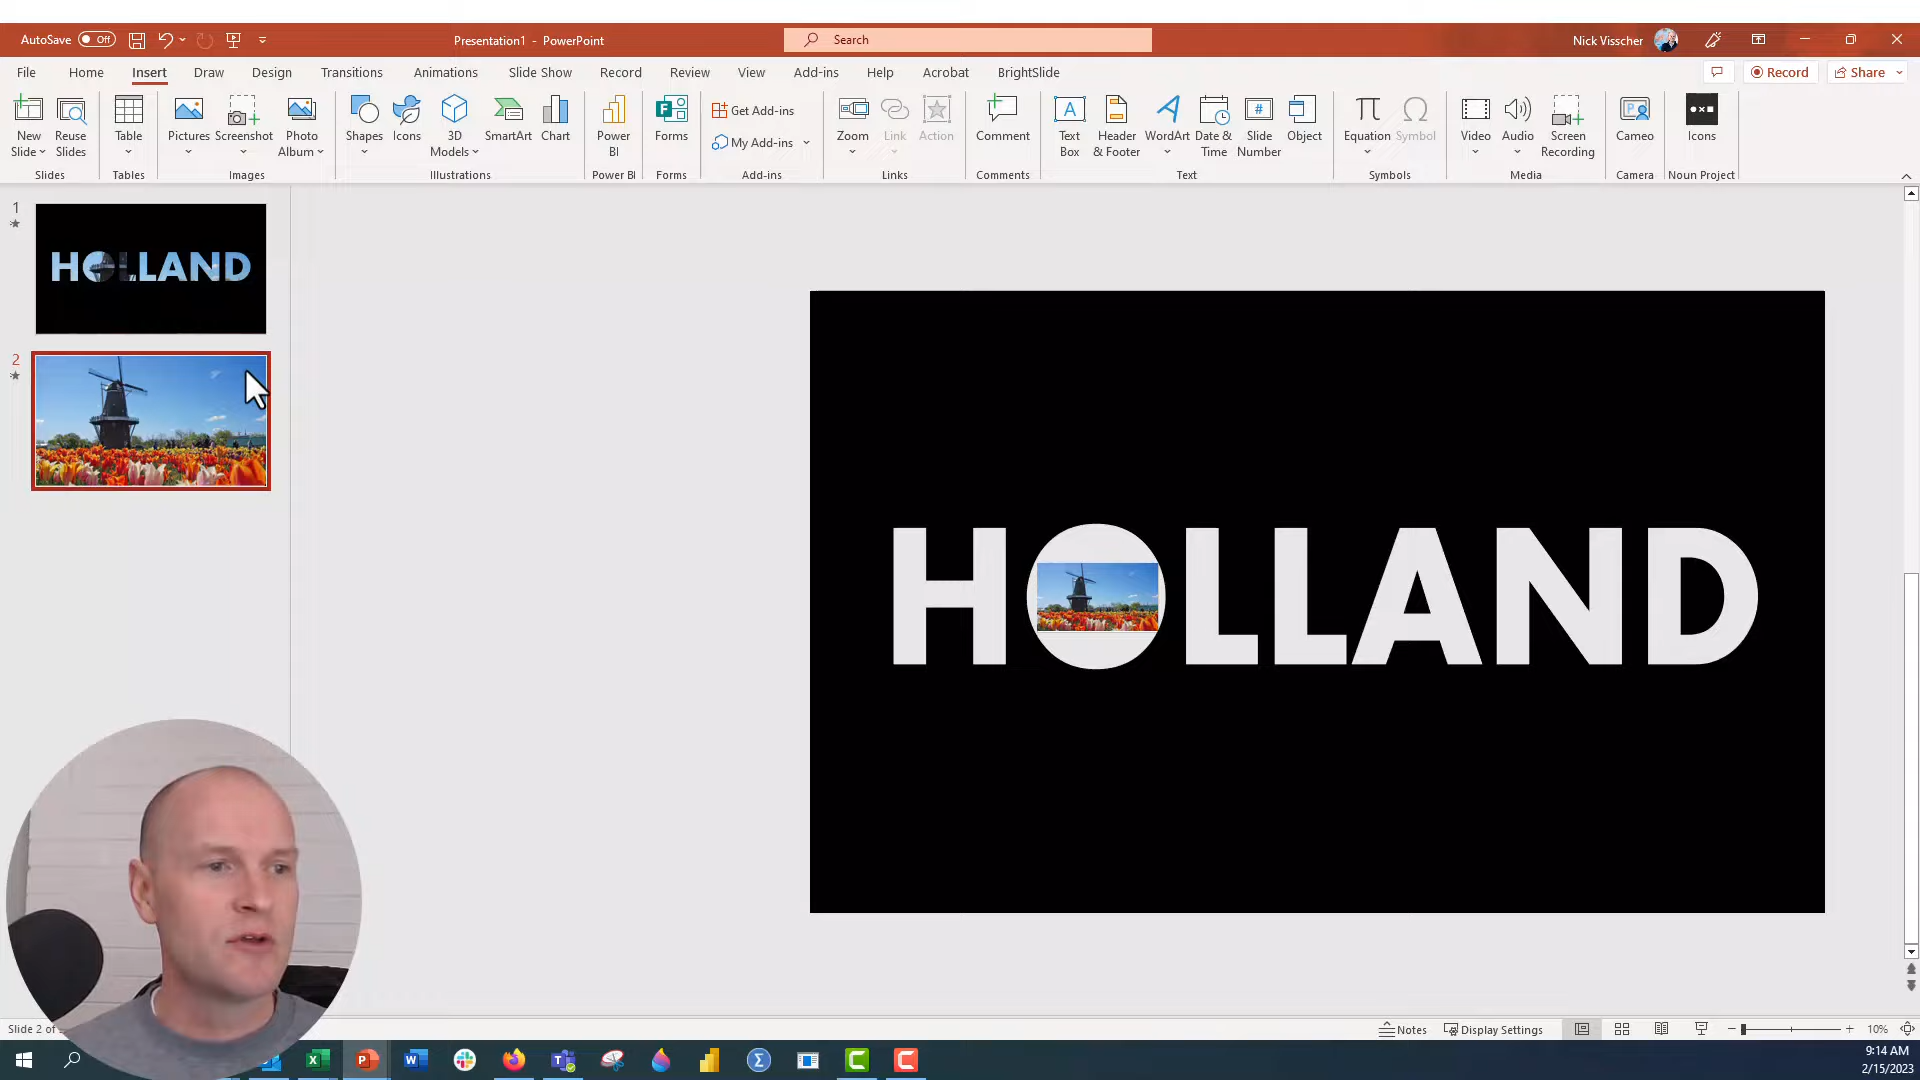 AutoSave Off
Presentation1 - PowerPoint
Search
Nick Visscher
File Home Insert Draw Design Transitions Animations Slide Show Record Review View Add-ins Help Acrobat BrightSlide
Record Share
New Slide
Reuse Slides
Slides
Table
Tables
Pictures
Screenshot
Photo Album
Images
Shapes
Icons
3D Models
SmartArt
Chart
Illustrations
Power BI
Power BI
Forms
Forms
Get Add-ins
My Add-ins
Add-ins
Zoom
Link
Action
Links
Comment
Comments
A
Text Box
Header & Footer
WordArt
Date & Time
#
Slide Number
Object
Text
Equation
Symbol
Symbols
Video
Audio
Screen Recording
Media
Cameo
Camera
Icons
Noun Project
1
HOLLAND
2
HOLLAND
Slide 2 of
Notes Display Settings 10%
9:14 AM
2/15/2023